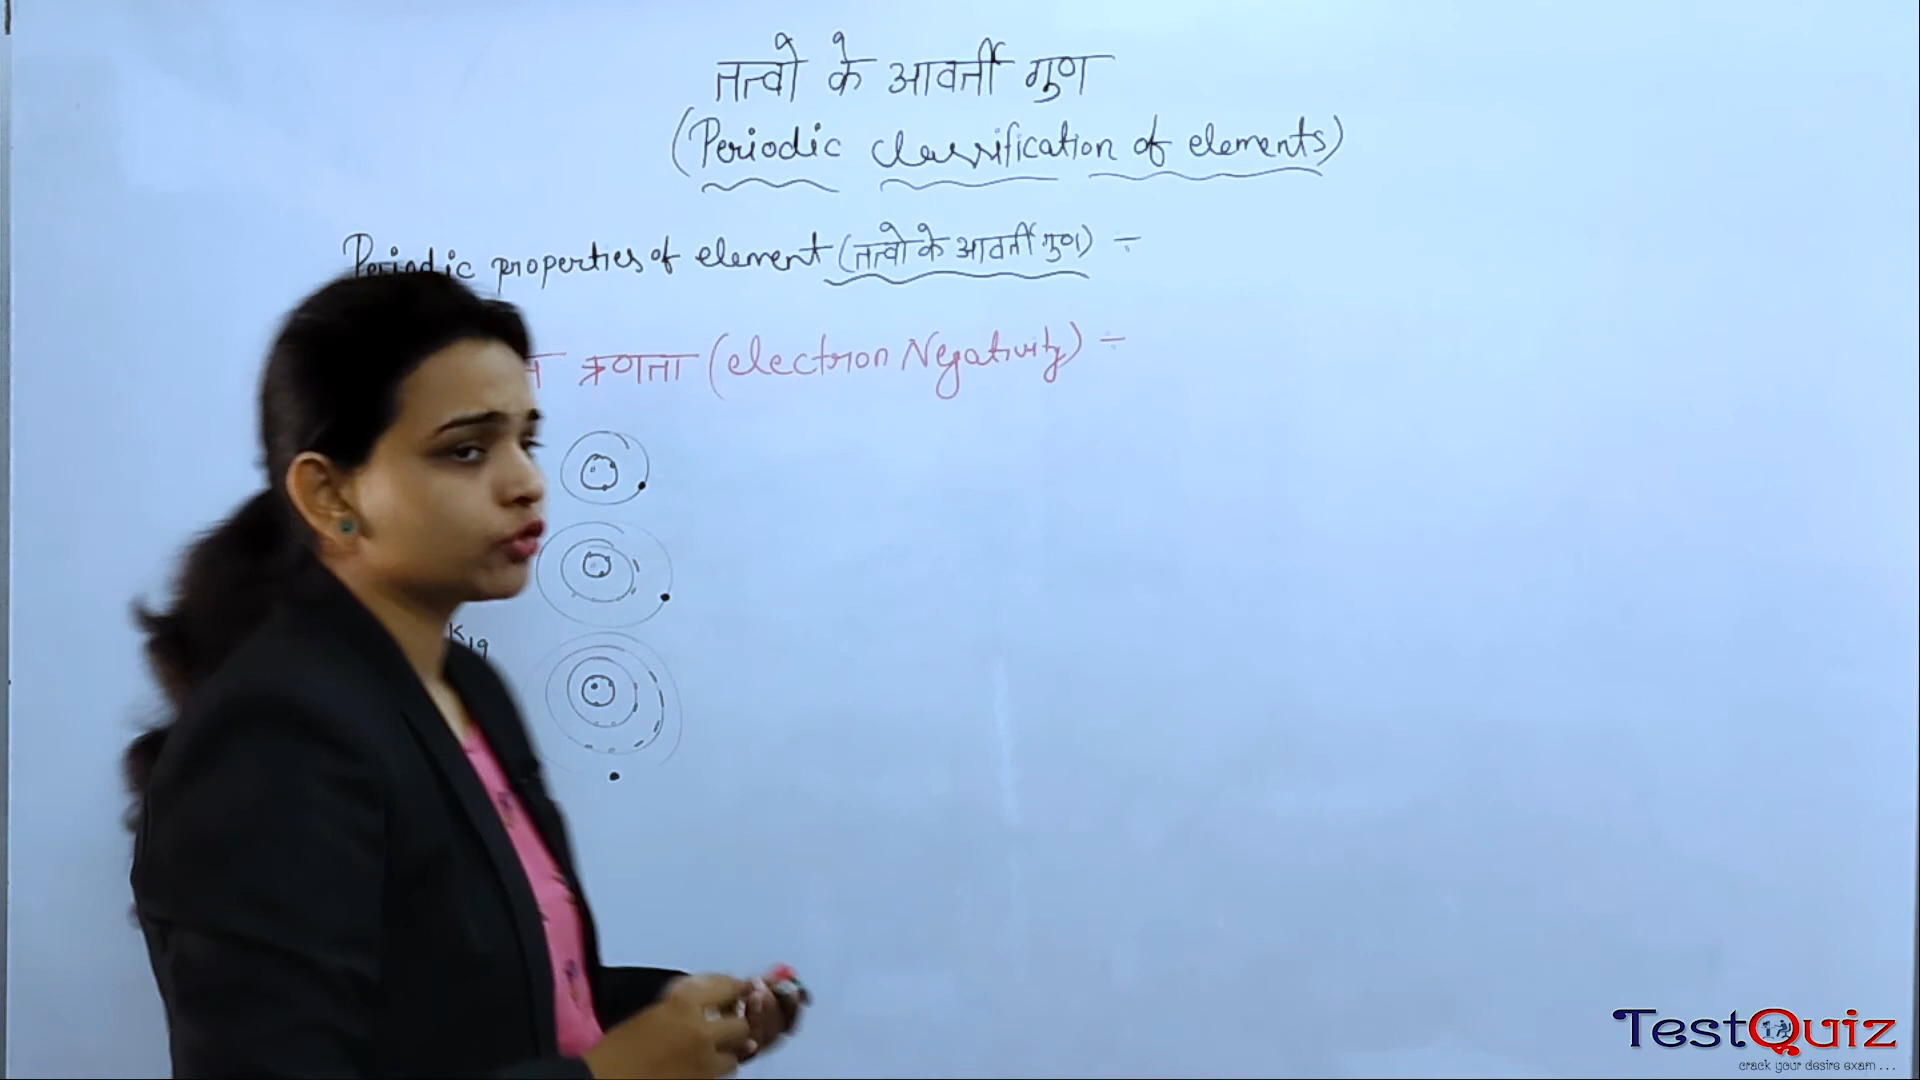 तत्वो के आवर्ती गुण
(Periodic classification of elements)
Periodic properties of element (तत्वो के आवर्ती गुण) ÷
ऋणता (electron Negativity) ÷
K19
TestQuiz
crack your desire exam ...